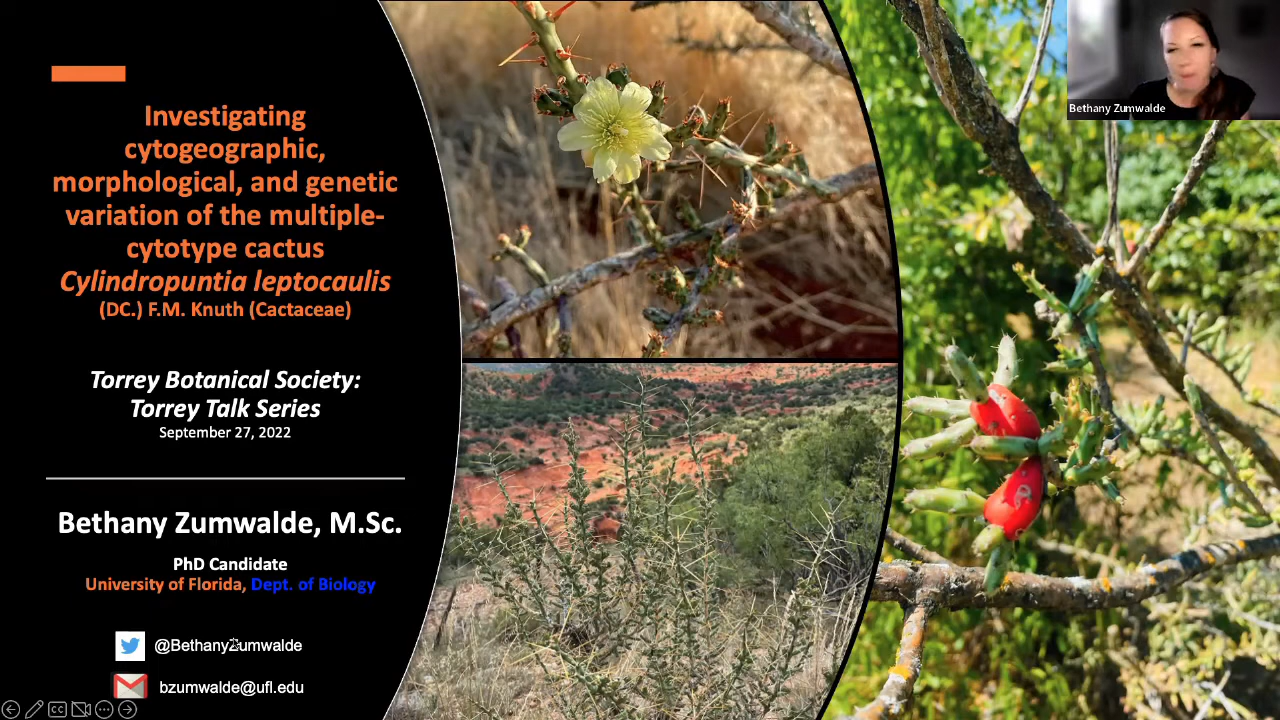 Investigating
cytogeographic,
morphological, and genetic
variation of the multiple-
cytotype cactus
Cylindropuntia leptocaulis
(DC.) F.M. Knuth (Cactaceae)
Torrey Botanical Society:
Torrey Talk Series
September 27, 2022
Bethany Zumwalde, M.Sc.
PhD Candidate
University of Florida, Dept. of Biology
@BethanyZumwalde
bzumwalde@ufl.edu
CC
Bethany Zumwalde